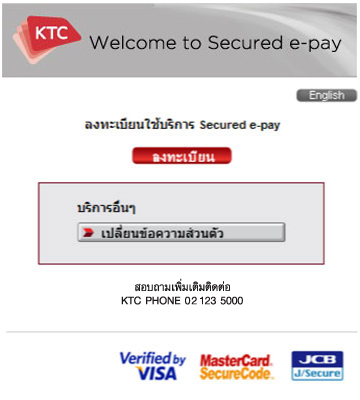 KTC Welcome to Secured e-pay
English
ลงทะเบียนใช้บริการ Secured e-pay
ลงทะเบียน
บริการอื่นๆ
เปลี่ยนข้อความส่วนตัว
สอบถามเพิ่มเติมติดต่อ
KTC PHONE 02 123 5000
Verified by VISA
MasterCard. SecureCode.
JCB J/Secure